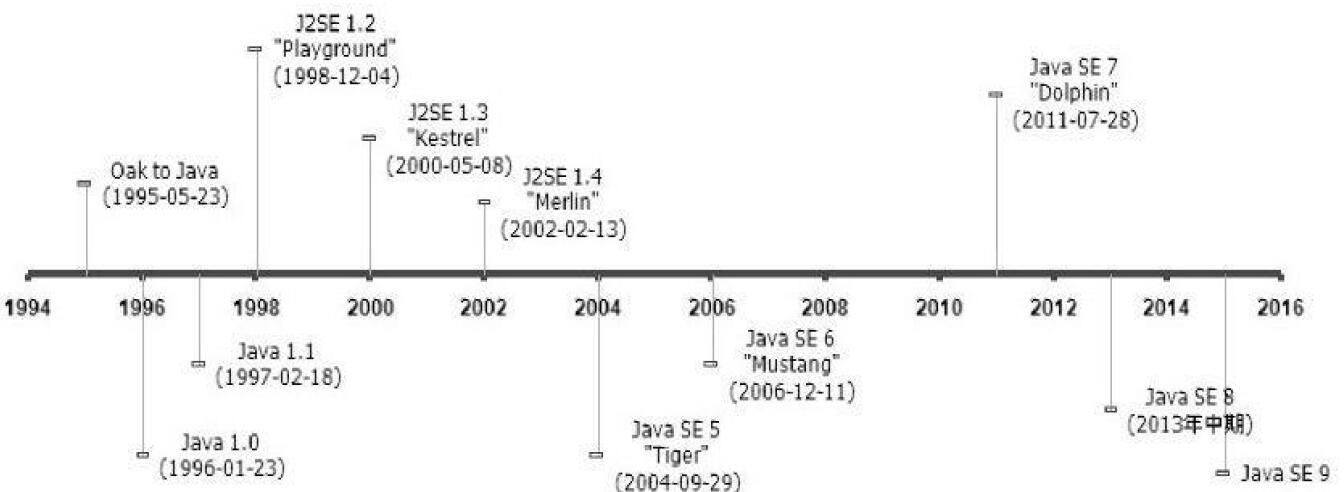 J2SE 1.2
"Playground"
(1998-12-04)
Java SE 7
"Dolphin"
(2011-07-28)
J2SE 1.3
"Kestrel"
(2000-05-08)
Oak to Java
(1995-05-23)
J2SE 1.4
"Merlin"
(2002-02-13)
1994 1996 1998 2000 2002 2004 2006 2008 2010 2012 2014 2016
Java 1.1
(1997-02-18)
Java SE 6
"Mustang"
(2006-12-11)
Java SE 8
(2013年中期)
Java 1.0
(1996-01-23)
Java SE 5
"Tiger"
(2004-09-29)
Java SE 9